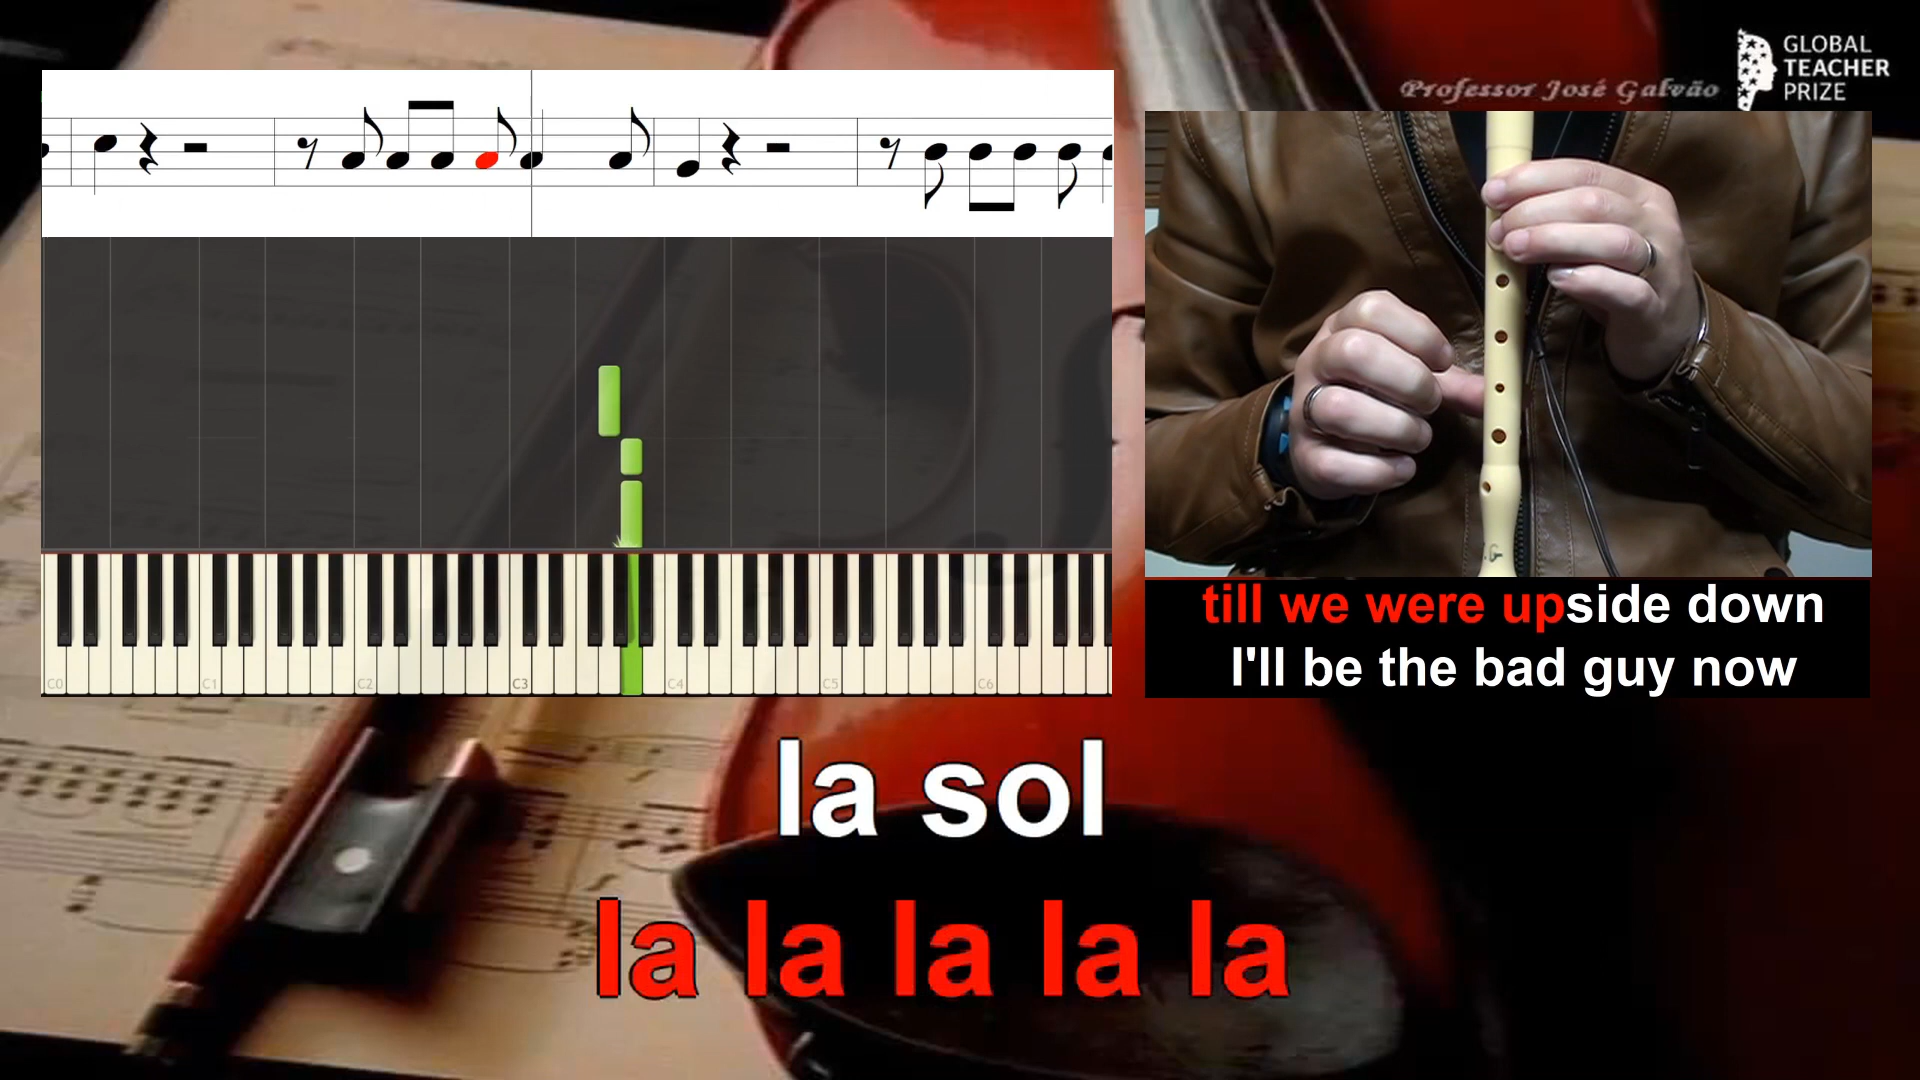 Professor José Galvão
GLOBAL
TEACHER
PRIZE
C0 C1 C2 C3 C4 C5 C6
till we were upside down
I'll be the bad guy now
la sol
la la la la la